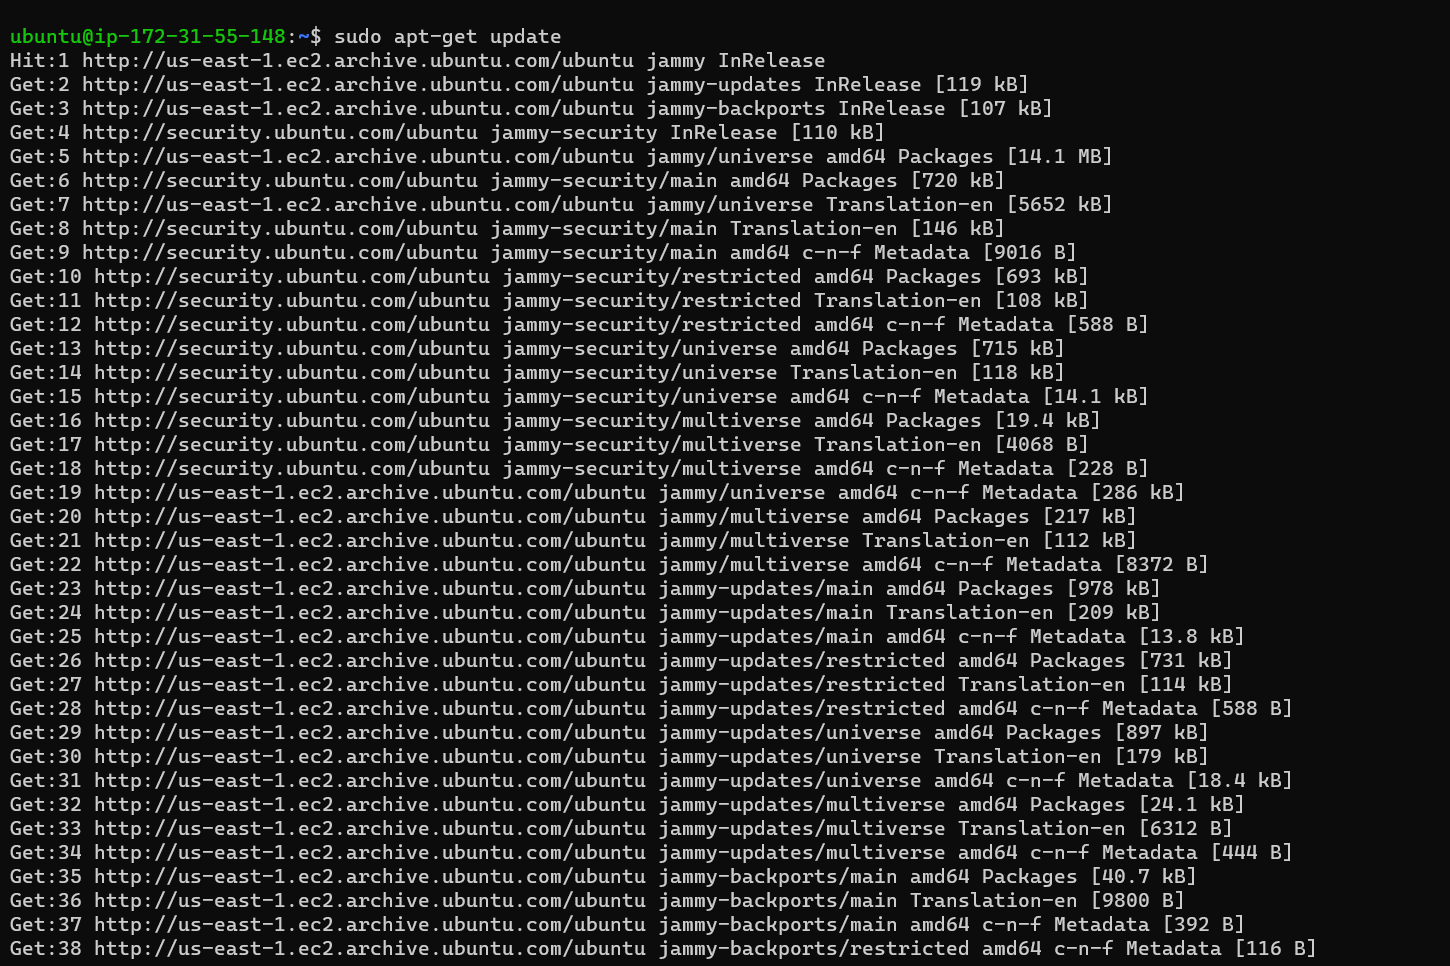 ubuntu@ip-172-31-55-148:~$ sudo apt-get update
Hit:1 http://us-east-1.ec2.archive.ubuntu.com/ubuntu jammy InRelease
Get:2 http://us-east-1.ec2.archive.ubuntu.com/ubuntu jammy-updates InRelease [119 kB]
Get:3 http://us-east-1.ec2.archive.ubuntu.com/ubuntu jammy-backports InRelease [107 kB]
Get:4 http://security.ubuntu.com/ubuntu jammy-security InRelease [110 kB]
Get:5 http://us-east-1.ec2.archive.ubuntu.com/ubuntu jammy/universe amd64 Packages [14.1 MB]
Get:6 http://security.ubuntu.com/ubuntu jammy-security/main amd64 Packages [720 kB]
Get:7 http://us-east-1.ec2.archive.ubuntu.com/ubuntu jammy/universe Translation-en [5652 kB]
Get:8 http://security.ubuntu.com/ubuntu jammy-security/main Translation-en [146 kB]
Get:9 http://security.ubuntu.com/ubuntu jammy-security/main amd64 c-n-f Metadata [9016 B]
Get:10 http://security.ubuntu.com/ubuntu jammy-security/restricted amd64 Packages [693 kB]
Get:11 http://security.ubuntu.com/ubuntu jammy-security/restricted Translation-en [108 kB]
Get:12 http://security.ubuntu.com/ubuntu jammy-security/restricted amd64 c-n-f Metadata [588 B]
Get:13 http://security.ubuntu.com/ubuntu jammy-security/universe amd64 Packages [715 kB]
Get:14 http://security.ubuntu.com/ubuntu jammy-security/universe Translation-en [118 kB]
Get:15 http://security.ubuntu.com/ubuntu jammy-security/universe amd64 c-n-f Metadata [14.1 kB]
Get:16 http://security.ubuntu.com/ubuntu jammy-security/multiverse amd64 Packages [19.4 kB]
Get:17 http://security.ubuntu.com/ubuntu jammy-security/multiverse Translation-en [4068 B]
Get:18 http://security.ubuntu.com/ubuntu jammy-security/multiverse amd64 c-n-f Metadata [228 B]
Get:19 http://us-east-1.ec2.archive.ubuntu.com/ubuntu jammy/universe amd64 c-n-f Metadata [286 kB]
Get:20 http://us-east-1.ec2.archive.ubuntu.com/ubuntu jammy/multiverse amd64 Packages [217 kB]
Get:21 http://us-east-1.ec2.archive.ubuntu.com/ubuntu jammy/multiverse Translation-en [112 kB]
Get:22 http://us-east-1.ec2.archive.ubuntu.com/ubuntu jammy/multiverse amd64 c-n-f Metadata [8372 B]
Get:23 http://us-east-1.ec2.archive.ubuntu.com/ubuntu jammy-updates/main amd64 Packages [978 kB]
Get:24 http://us-east-1.ec2.archive.ubuntu.com/ubuntu jammy-updates/main Translation-en [209 kB]
Get:25 http://us-east-1.ec2.archive.ubuntu.com/ubuntu jammy-updates/main amd64 c-n-f Metadata [13.8 kB]
Get:26 http://us-east-1.ec2.archive.ubuntu.com/ubuntu jammy-updates/restricted amd64 Packages [731 kB]
Get:27 http://us-east-1.ec2.archive.ubuntu.com/ubuntu jammy-updates/restricted Translation-en [114 kB]
Get:28 http://us-east-1.ec2.archive.ubuntu.com/ubuntu jammy-updates/restricted amd64 c-n-f Metadata [588 B]
Get:29 http://us-east-1.ec2.archive.ubuntu.com/ubuntu jammy-updates/universe amd64 Packages [897 kB]
Get:30 http://us-east-1.ec2.archive.ubuntu.com/ubuntu jammy-updates/universe Translation-en [179 kB]
Get:31 http://us-east-1.ec2.archive.ubuntu.com/ubuntu jammy-updates/universe amd64 c-n-f Metadata [18.4 kB]
Get:32 http://us-east-1.ec2.archive.ubuntu.com/ubuntu jammy-updates/multiverse amd64 Packages [24.1 kB]
Get:33 http://us-east-1.ec2.archive.ubuntu.com/ubuntu jammy-updates/multiverse Translation-en [6312 B]
Get:34 http://us-east-1.ec2.archive.ubuntu.com/ubuntu jammy-updates/multiverse amd64 c-n-f Metadata [444 B]
Get:35 http://us-east-1.ec2.archive.ubuntu.com/ubuntu jammy-backports/main amd64 Packages [40.7 kB]
Get:36 http://us-east-1.ec2.archive.ubuntu.com/ubuntu jammy-backports/main Translation-en [9800 B]
Get:37 http://us-east-1.ec2.archive.ubuntu.com/ubuntu jammy-backports/main amd64 c-n-f Metadata [392 B]
Get:38 http://us-east-1.ec2.archive.ubuntu.com/ubuntu jammy-backports/restricted amd64 c-n-f Metadata [116 B]